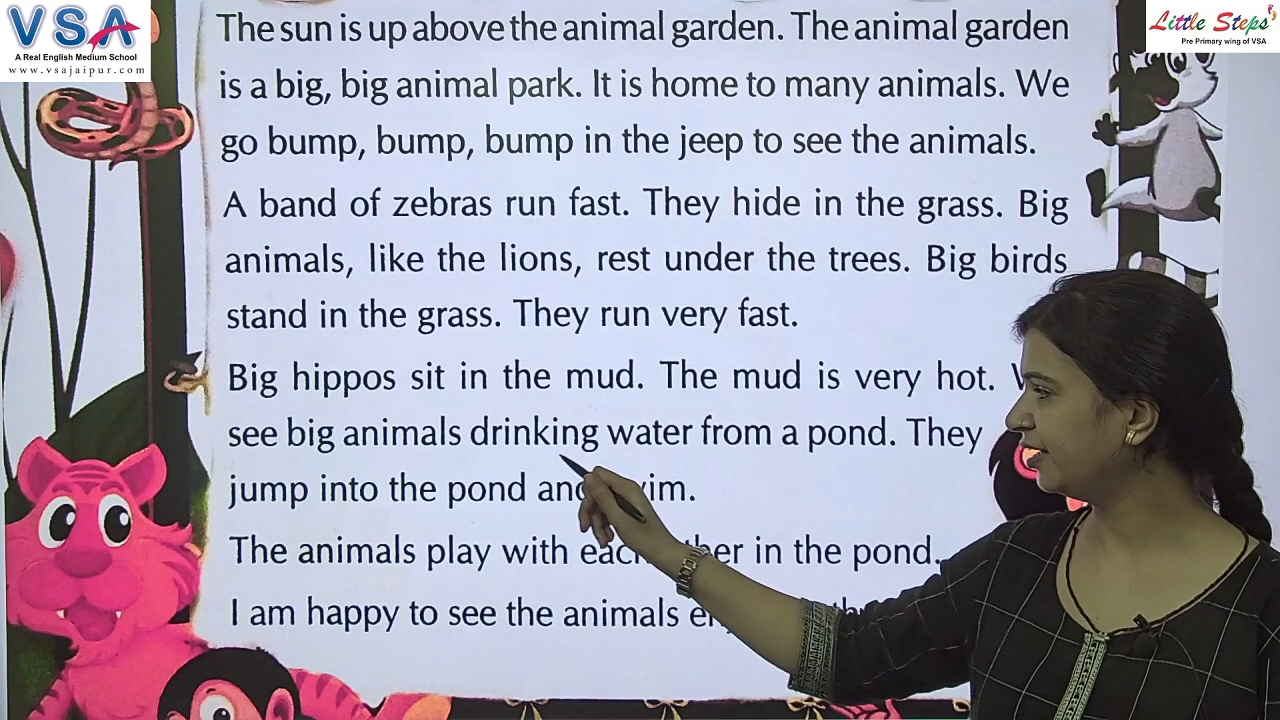 VSA
A Real English Medium School
www.vsajaipur.com
Little Steps
Pre Primary wing of VSA
The sun is up above the animal garden. The animal garden
is a big, big animal park. It is home to many animals. We
go bump, bump, bump in the jeep to see the animals.
A band of zebras run fast. They hide in the grass. Big
animals, like the lions, rest under the trees. Big birds
stand in the grass. They run very fast.
Big hippos sit in the mud. The mud is very hot.
see big animals drinking water from a pond. They
jump into the pond
The animals play with in the pond.
I am happy to see the animals